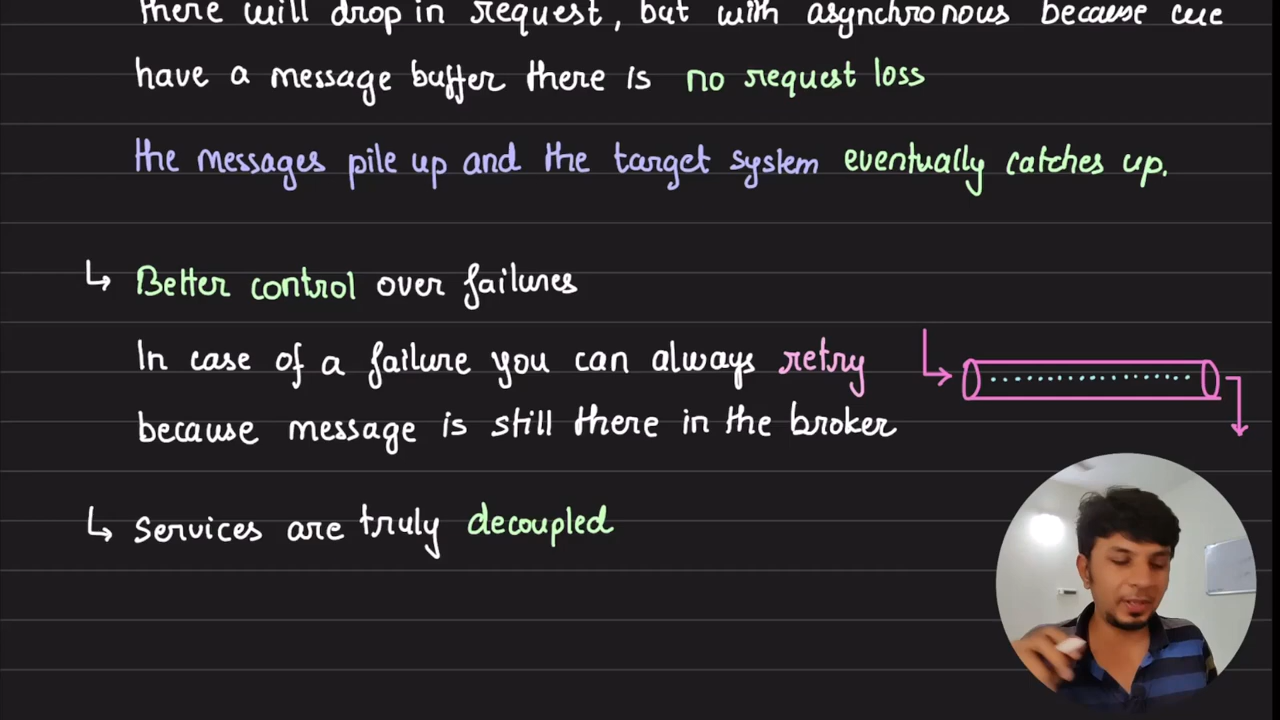 there will drop in request, but with asynchronous because we
have a message buffer there is no request loss
the messages pile up and the target system eventually catches up.
↳ Better control over failures
In case of a failure you can always retry
because message is still there in the broker
↳ Services are truly decoupled